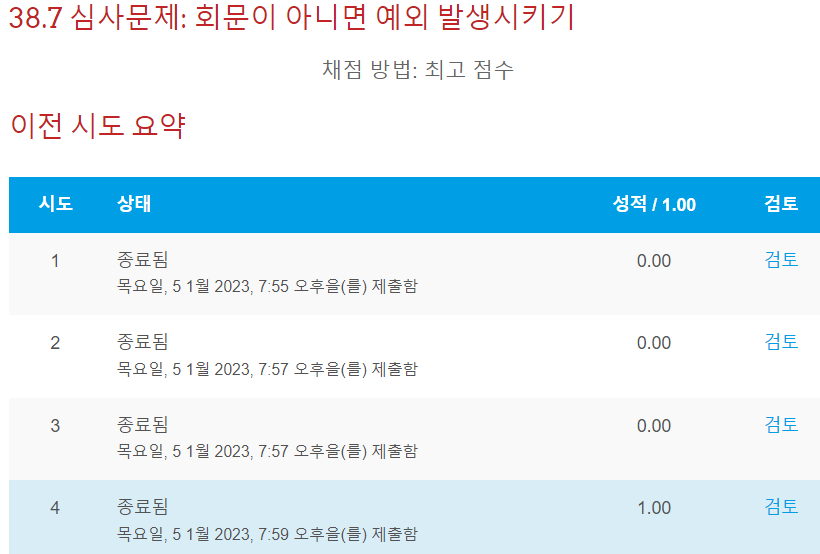 38.7 심사문제: 회문이 아니면 예외 발생시키기
채점 방법: 최고 점수
이전 시도 요약
시도 상태 성적 / 1.00 검토
1 종료됨 0.00 검토
목요일, 5 1월 2023, 7:55 오후을(를) 제출함
2 종료됨 0.00 검토
목요일, 5 1월 2023, 7:57 오후을(를) 제출함
3 종료됨 0.00 검토
목요일, 5 1월 2023, 7:57 오후을(를) 제출함
4 종료됨 1.00 검토
목요일, 5 1월 2023, 7:59 오후을(를) 제출함